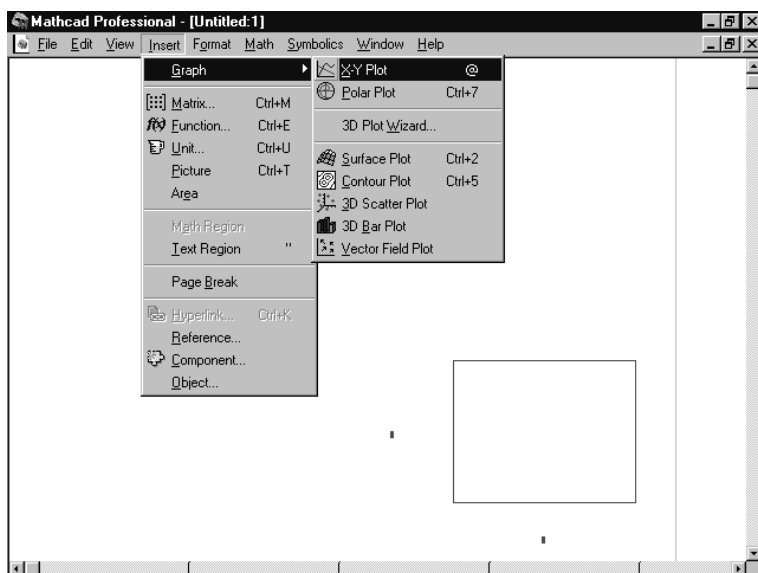 Mathcad Professional - [Untitled:1]
File Edit View Insert Format Math Symbolics Window Help
Graph
Matrix... Ctrl+M
f(x) Function... Ctrl+E
Unit... Ctrl+U
Picture Ctrl+T
Area
Math Region
Text Region "
Page Break
Hyperlink... Ctrl+K
Reference...
Component...
Object...
X-Y Plot @
Polar Plot Ctrl+7
3D Plot Wizard...
Surface Plot Ctrl+2
Contour Plot Ctrl+5
3D Scatter Plot
3D Bar Plot
Vector Field Plot